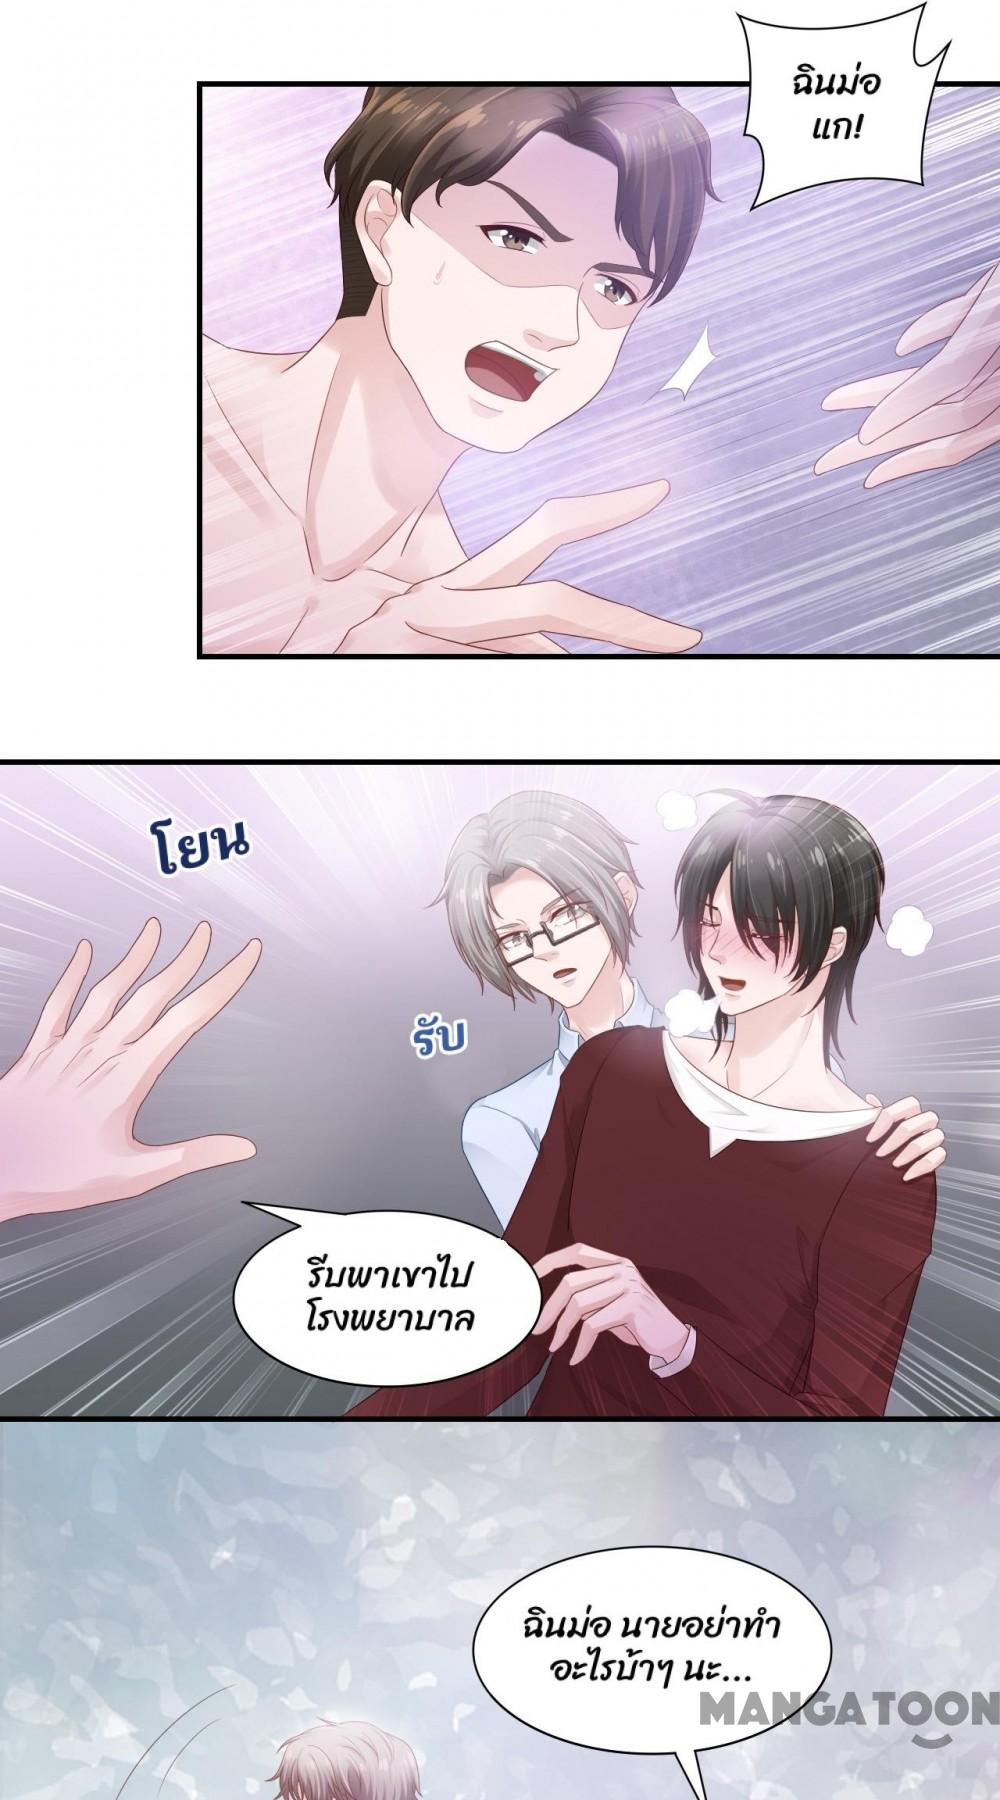 ฉินม่อ
แก!
โยน
รับ
รีบพาเขาไป
โรงพยาบาล
ฉินม่อ นายอย่าทำ
อะไรบ้าๆ นะ...
MANGATOON